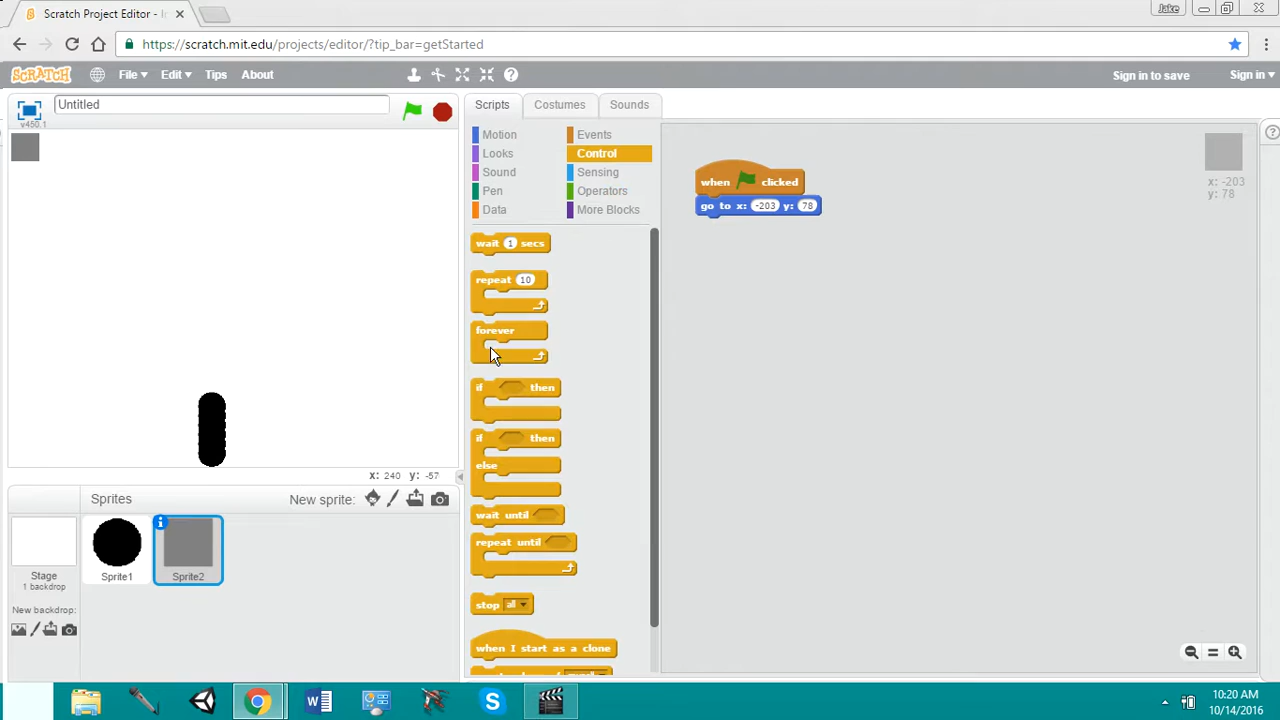 Jake
Scratch Project Editor - I
https://scratch.mit.edu/projects/editor/?tip_bar=getStarted
SCRATCH
File
Edit
Tips
About
Sign in to save
Sign in
Untitled
v450.1
Scripts
Costumes
Sounds
Motion
Events
Looks
Control
Sound
Sensing
Pen
Operators
Data
More Blocks
wait 1 secs
repeat 10
forever
if then
if then
else
wait until
repeat until
stop all
when I start as a clone
when clicked
go to x: -203 y: 78
x: -203
y: 78
x: 240 y: -57
Sprites
New sprite:
Stage
1 backdrop
New backdrop:
Sprite1
Sprite2
10:20 AM
10/14/2016